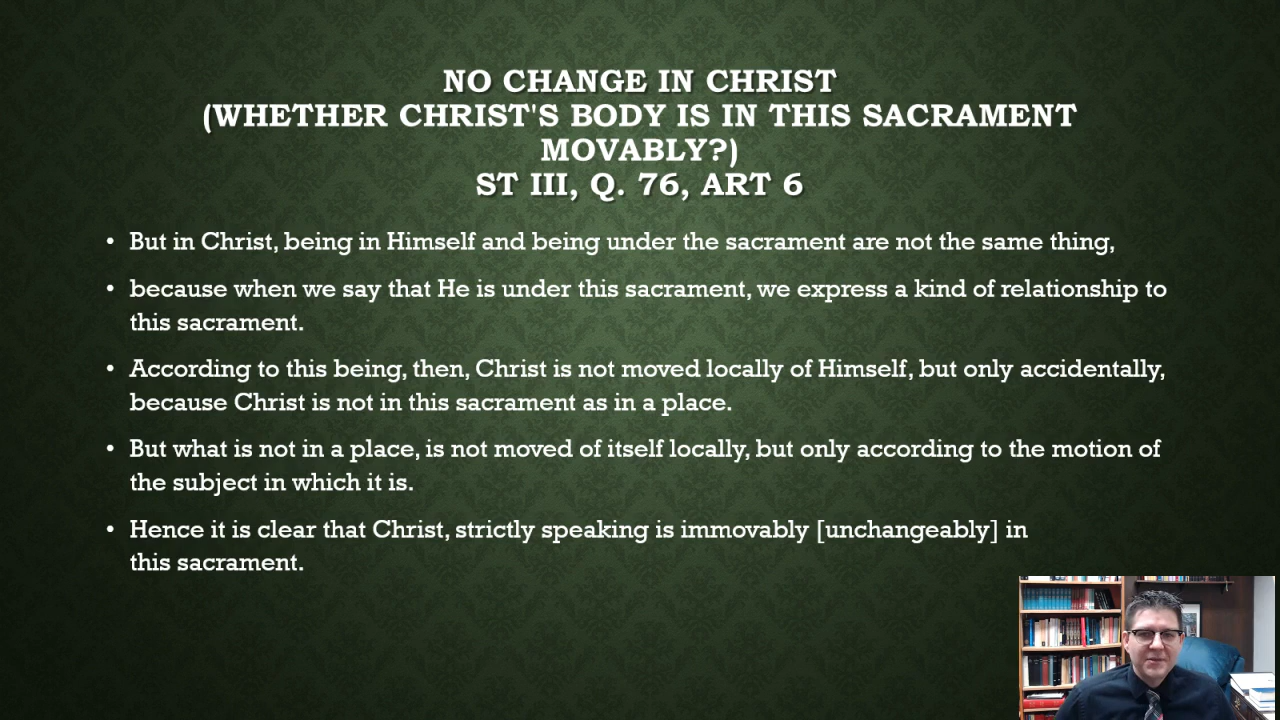 NO CHANGE IN CHRIST
(WHETHER CHRIST'S BODY IS IN THIS SACRAMENT
MOVABLY?)
ST III, Q. 76, ART 6
• But in Christ, being in Himself and being under the sacrament are not the same thing,
• because when we say that He is under this sacrament, we express a kind of relationship to
this sacrament.
• According to this being, then, Christ is not moved locally of Himself, but only accidentally,
because Christ is not in this sacrament as in a place.
• But what is not in a place, is not moved of itself locally, but only according to the motion of
the subject in which it is.
• Hence it is clear that Christ, strictly speaking is immovably [unchangeably] in
this sacrament.